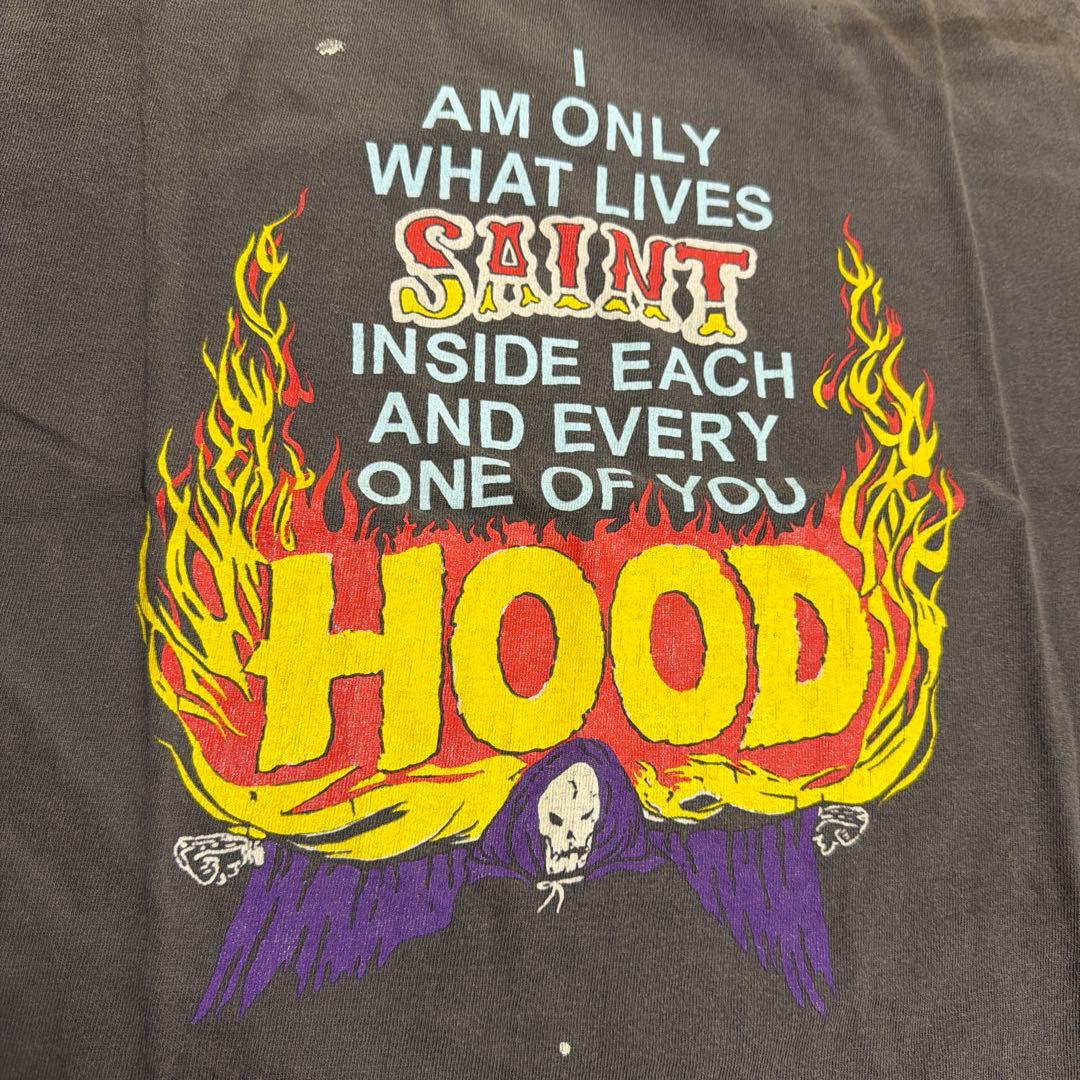 I
AM ONLY
WHAT LIVES
SAINT
INSIDE EACH
AND EVERY
ONE OF YOU
HOOD